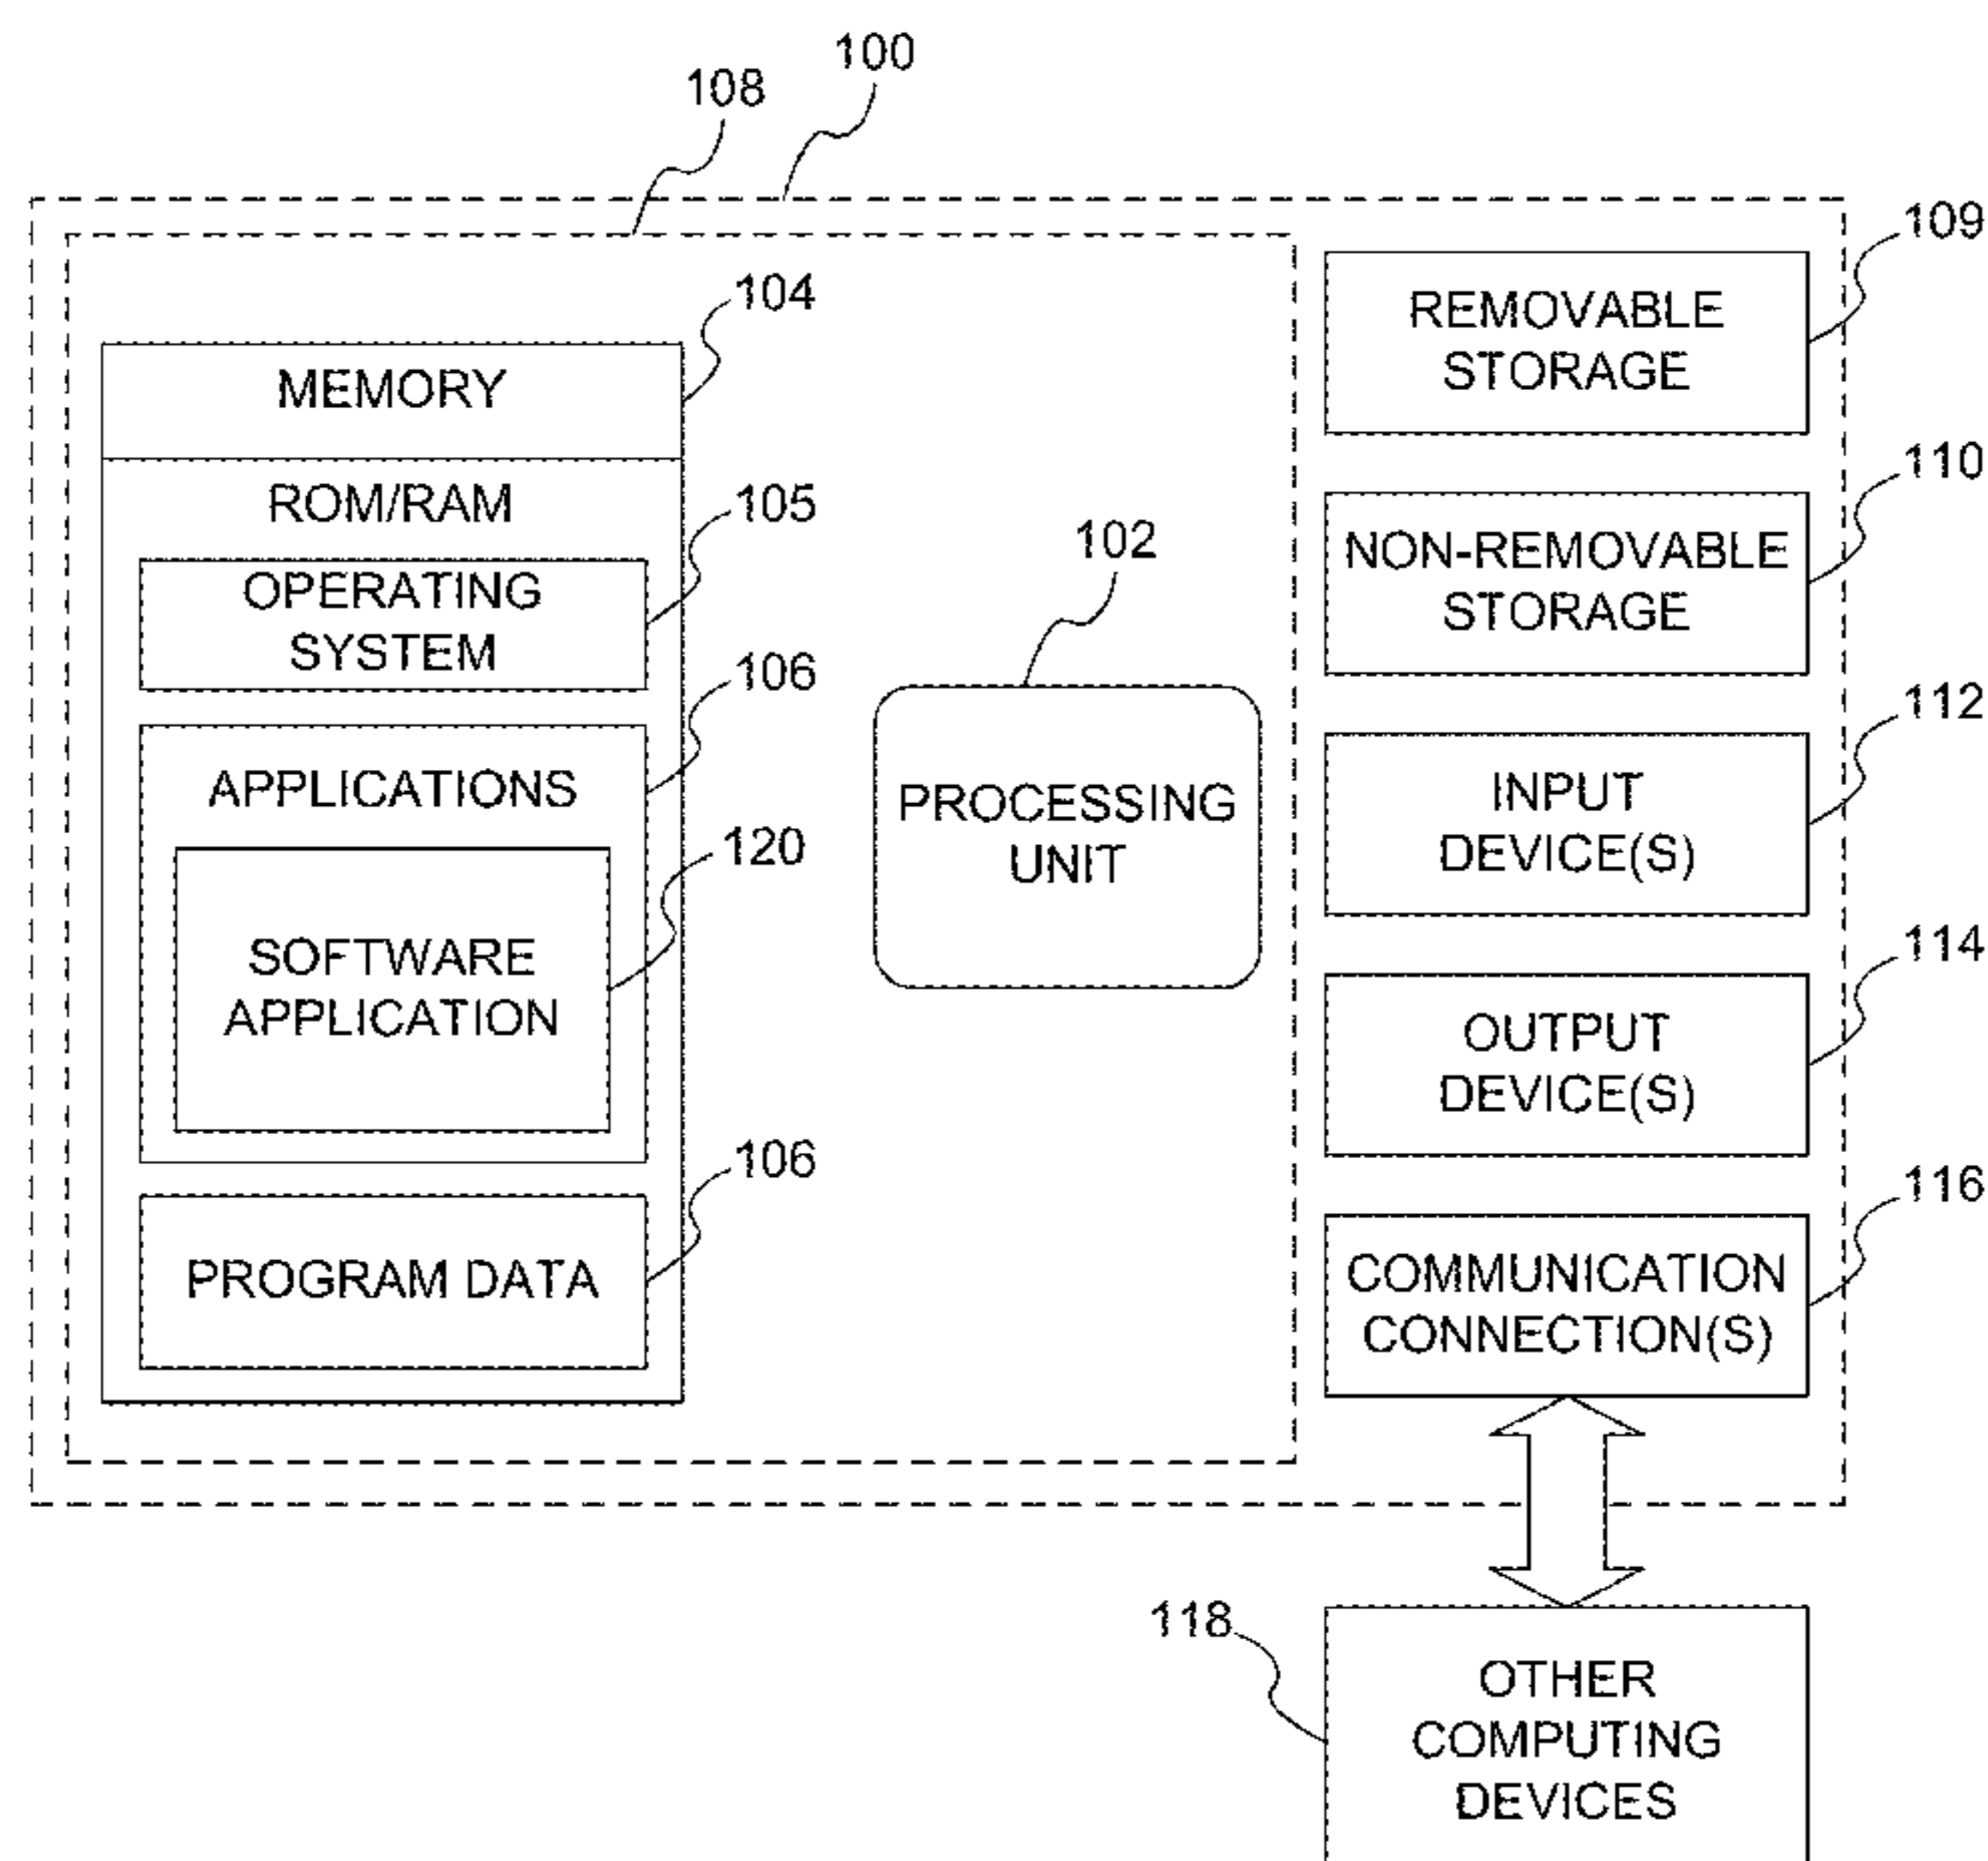 100
108
109
104
REMOVABLE
STORAGE
MEMORY
110
ROM/RAM
105
102
NON-REMOVABLE
STORAGE
OPERATING
SYSTEM
106
112
APPLICATIONS
PROCESSING
UNIT
INPUT
DEVICE(S)
120
114
SOFTWARE
APPLICATION
OUTPUT
DEVICE(S)
106
116
PROGRAM DATA
COMMUNICATION
CONNECTION(S)
118
OTHER
COMPUTING
DEVICES